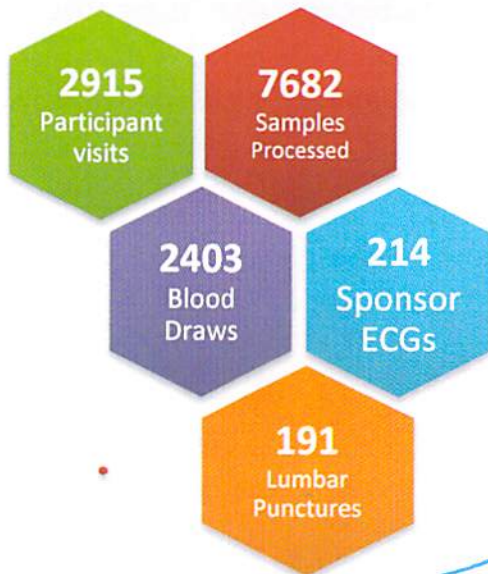 2915
Participant
visits
7682
Samples
Processed
2403
Blood
Draws
214
Sponsor
ECGs
191
Lumbar
Punctures